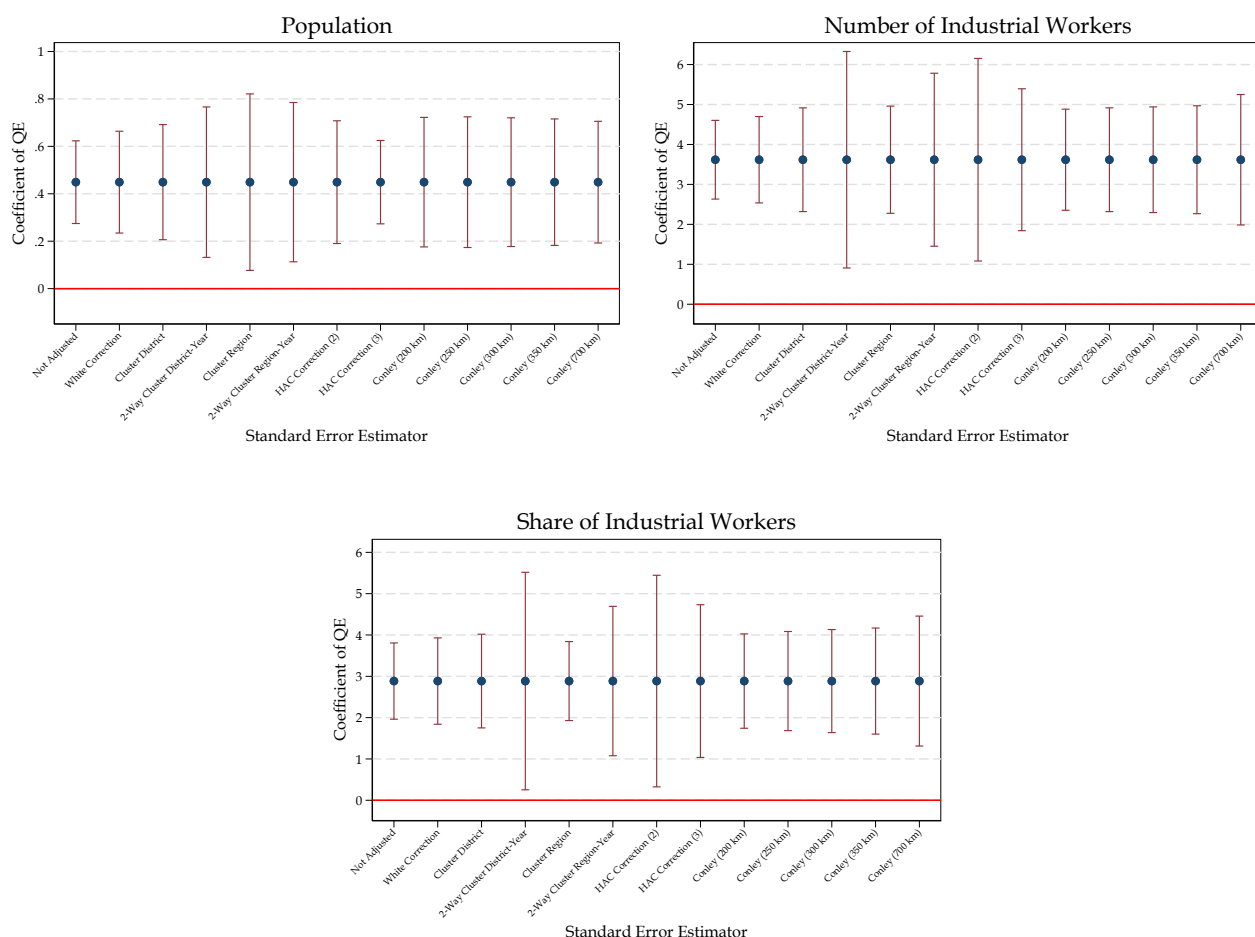 Population
Coefficient of QE
1
.8
.6
.4
.2
0
Not Adjusted
White Correction
Cluster District
2-Way Cluster District-Year
Cluster Region
2-Way Cluster Region-Year
HAC Correction (2)
HAC Correction (3)
Conley (200 km)
Conley (250 km)
Conley (300 km)
Conley (350 km)
Conley (700 km)
Standard Error Estimator
Number of Industrial Workers
Coefficient of QE
6
5
4
3
2
1
0
Not Adjusted
White Correction
Cluster District
2-Way Cluster District-Year
Cluster Region
2-Way Cluster Region-Year
HAC Correction (2)
HAC Correction (3)
Conley (200 km)
Conley (250 km)
Conley (300 km)
Conley (350 km)
Conley (700 km)
Standard Error Estimator
Share of Industrial Workers
Coefficient of QE
6
5
4
3
2
1
0
Not Adjusted
White Correction
Cluster District
2-Way Cluster District-Year
Cluster Region
2-Way Cluster Region-Year
HAC Correction (2)
HAC Correction (3)
Conley (200 km)
Conley (250 km)
Conley (300 km)
Conley (350 km)
Conley (700 km)
Standard Error Estimator